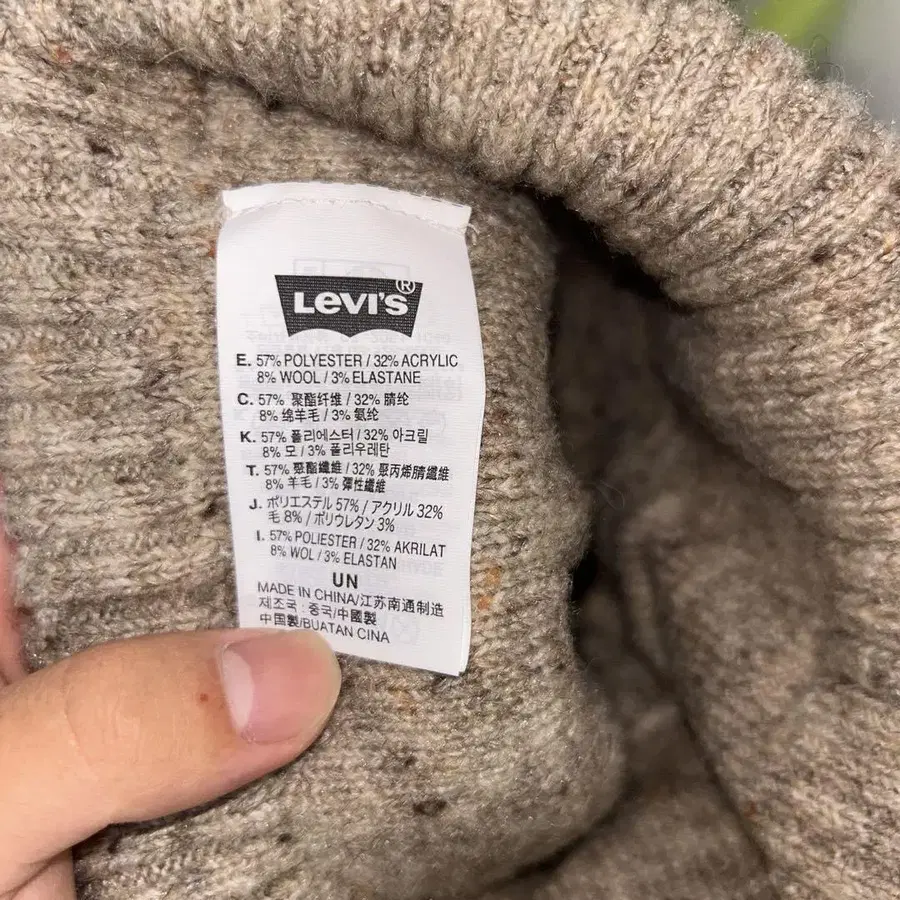 LEVI'S®
E. 57% POLYESTER / 32% ACRYLIC
8% WOOL / 3% ELASTANE
C. 57% 聚酯纤维 / 32% 腈纶
8% 绵羊毛 / 3% 氨纶
K. 57% 폴리에스터 / 32% 아크릴
8% 모 / 3% 폴리우레탄
T. 57% 聚酯纖維 / 32% 聚丙烯腈纖維
8% 羊毛 / 3% 彈性纖維
J. ポリエステル 57% / アクリル 32%
毛 8% / ポリウレタン 3%
I. 57% POLIESTER / 32% AKRILAT
8% WOL / 3% ELASTAN
UN
MADE IN CHINA/江苏南通制造
제조국 : 중국/中國製
中国製/BUATAN CINA